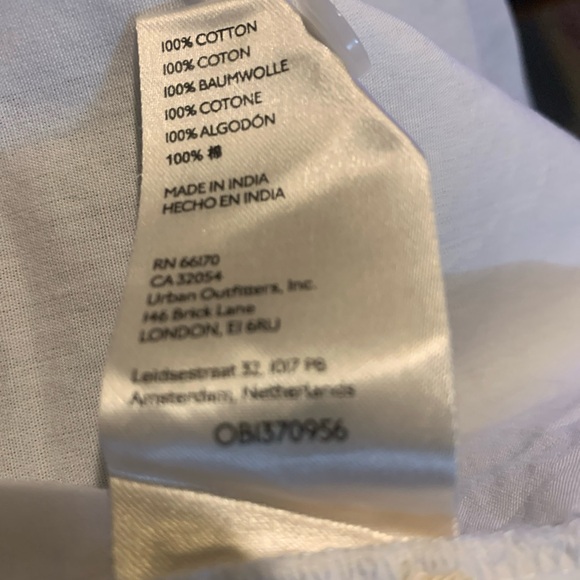 100% COTTON
100% COTON
100% BAUMWOLLE
100% COTONE
100% ALGODÓN
100% 棉
MADE IN INDIA
HECHO EN INDIA
RN 66170
CA 32054
Urban Outfitters, Inc.
146 Brick Lane
LONDON, E1 6RU
Leidsestraat 32, 1017 PB
Amsterdam, Netherlands
OB1370956